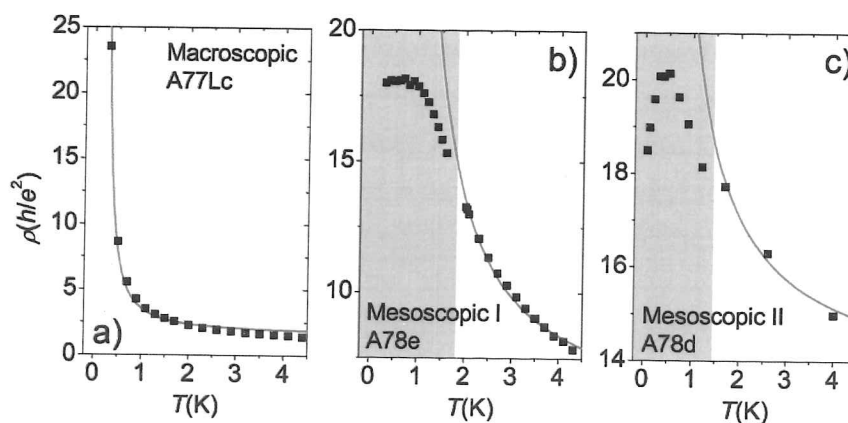 25
20
15
10
5
0
ρ(h/e²)
Macroscopic
A77Lc
a)
0 1 2 3 4
T(K)
20
15
10
b)
Mesoscopic I
A78e
0 1 2 3 4
T(K)
20
18
16
14
c)
Mesoscopic II
A78d
0 1 2 3 4
T(K)